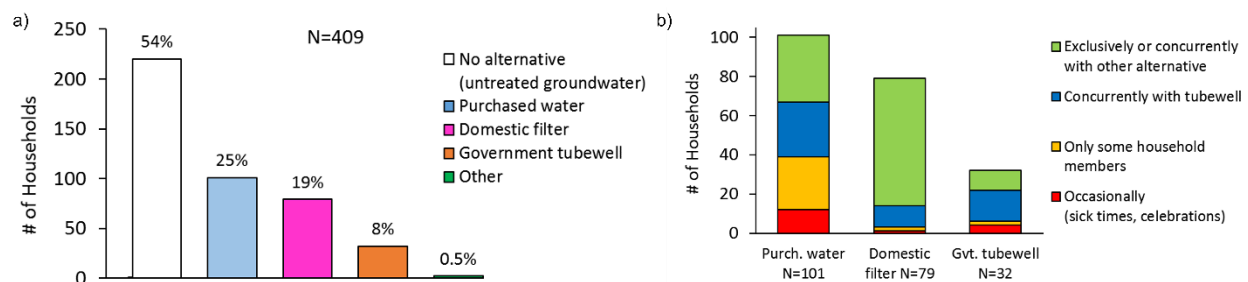 a)
# of Households
250
200
150
100
50
0
54%
25%
19%
8%
0.5%
N=409
No alternative
(untreated groundwater)
Purchased water
Domestic filter
Government tubewell
Other
b)
# of Households
100
80
60
40
20
0
Purch. water
N=101
Domestic
filter N=79
Gvt. tubewell
N=32
Exclusively or concurrently
with other alternative
Concurrently with tubewell
Only some household
members
Occasionally
(sick times, celebrations)